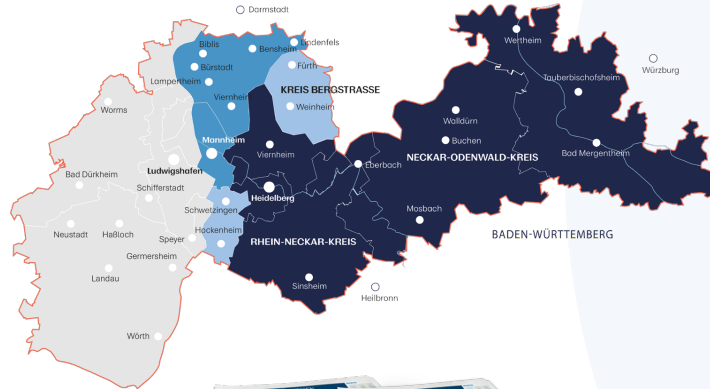 Darmstadt
Lindenfels
Biblis
Bensheim
Wertheim
Bürstadt
Fürth
Würzburg
Lampertheim
Tauberbischofsheim
KREIS BERGSTRASSE
Worms
Viernheim
Weinheim
Walldürn
Mannheim
Buchen
Bad Mergentheim
Viernheim
NECKAR-ODENWALD-KREIS
Eberbach
Ludwigshafen
Bad Dürkheim
Schifferstadt
Heidelberg
Schwetzingen
Mosbach
Neustadt
Haßloch
Speyer
Hockenheim
RHEIN-NECKAR-KREIS
BADEN-WÜRTTEMBERG
Germersheim
Landau
Sinsheim
Heilbronn
Wörth